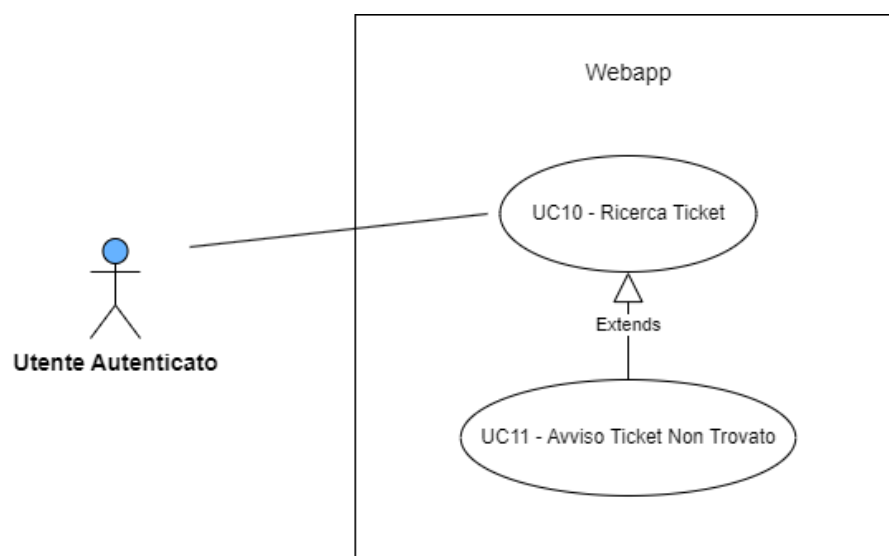 Webapp
UC10 - Ricerca Ticket
Extends
Utente Autenticato
UC11 - Avviso Ticket Non Trovato